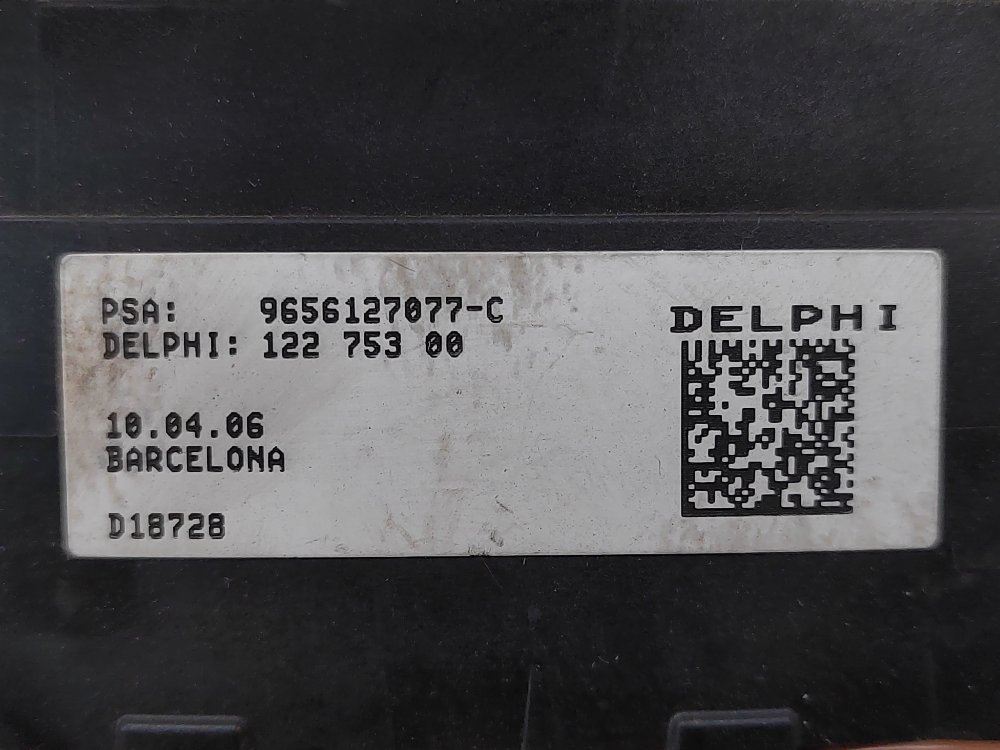 PSA: 9656127077-C
DELPHI: 122 753 00
10.04.06
BARCELONA
D18728
DELPHI